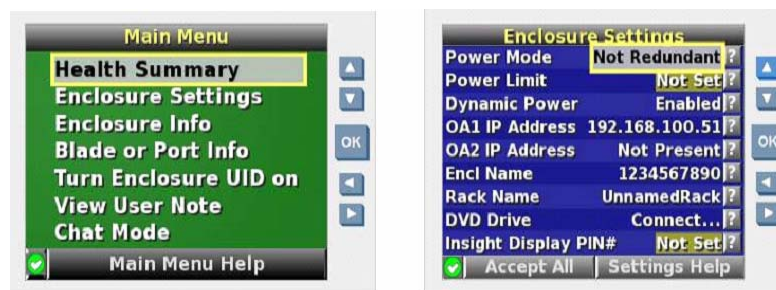 Main Menu
Health Summary
Enclosure Settings
Enclosure Info
Blade or Port Info
Turn Enclosure UID on
View User Note
Chat Mode
Main Menu Help
OK
Enclosure Settings
Power Mode Not Redundant ?
Power Limit Not Set ?
Dynamic Power Enabled ?
OA1 IP Address 192.168.100.51 ?
OA2 IP Address Not Present ?
Encl Name 1234567890 ?
Rack Name UnnamedRack ?
DVD Drive Connect... ?
Insight Display PIN# Not Set ?
Accept All Settings Help
OK